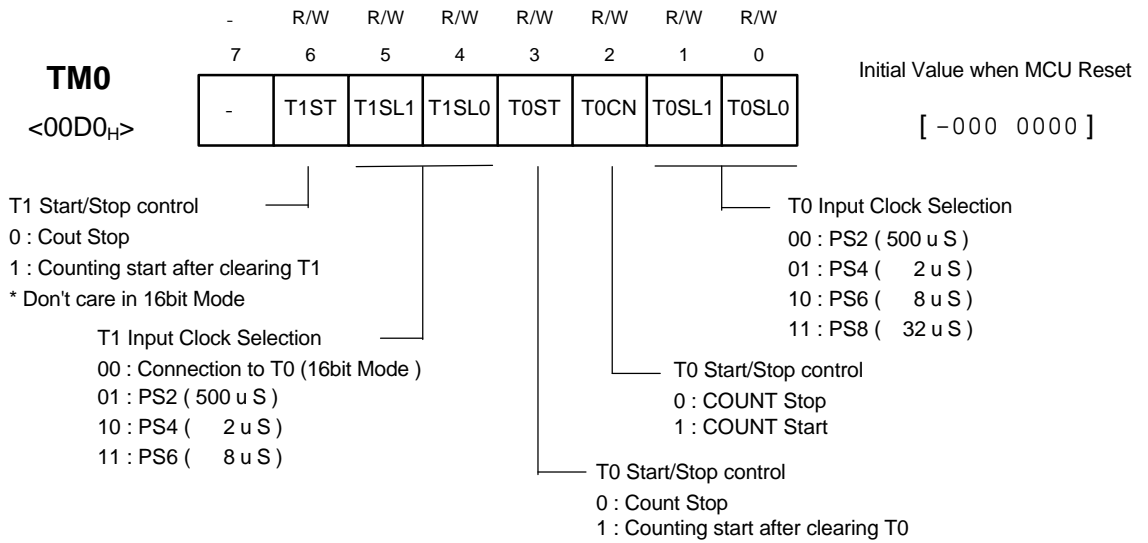 - R/W R/W R/W R/W R/W R/W R/W
7 6 5 4 3 2 1 0
TM0
<00D0H>
- T1ST T1SL1 T1SL0 T0ST T0CN T0SL1 T0SL0
Initial Value when MCU Reset
[ -000 0000 ]
T1 Start/Stop control
0 : Cout Stop
1 : Counting start after clearing T1
* Don't care in 16bit Mode
T1 Input Clock Selection
00 : Connection to T0 (16bit Mode )
01 : PS2 ( 500 u S )
10 : PS4 ( 2 u S )
11 : PS6 ( 8 u S )
T0 Input Clock Selection
00 : PS2 ( 500 u S )
01 : PS4 ( 2 u S )
10 : PS6 ( 8 u S )
11 : PS8 ( 32 u S )
T0 Start/Stop control
0 : COUNT Stop
1 : COUNT Start
T0 Start/Stop control
0 : Count Stop
1 : Counting start after clearing T0